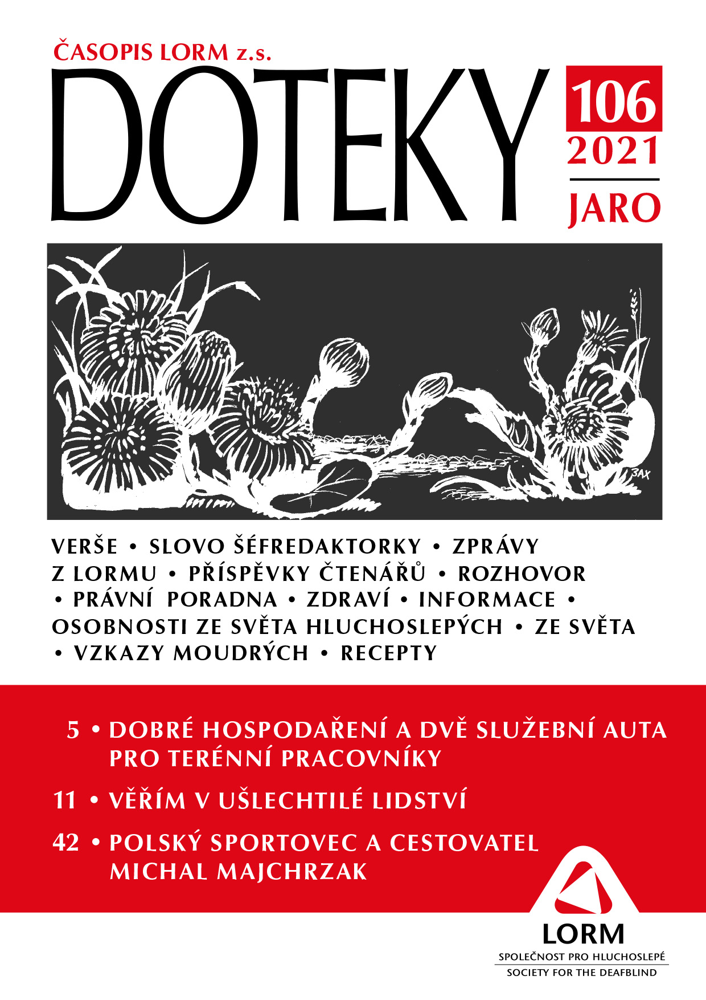 ČASOPIS LORM z.s.
DOTEKY
106
2021
JARO
ЗAX
VERŠE • SLOVO ŠÉFREDAKTORKY • ZPRÁVY
Z LORMU • PŘÍSPĚVKY ČTENÁŘŮ • ROZHOVOR
• PRÁVNÍ PORADNA • ZDRAVÍ • INFORMACE •
OSOBNOSTI ZE SVĚTA HLUCHOSLEPÝCH • ZE SVĚTA
• VZKAZY MOUDRÝCH • RECEPTY
5 • DOBRÉ HOSPODAŘENÍ A DVĚ SLUŽEBNÍ AUTA
PRO TERÉNNÍ PRACOVNÍKY
11 • VĚŘÍM V UŠLECHTILÉ LIDSTVÍ
42 • POLSKÝ SPORTOVEC A CESTOVATEL
MICHAL MAJCHRZAK
LORM
SPOLEČNOST PRO HLUCHOSLEPÉ
SOCIETY FOR THE DEAFBLIND